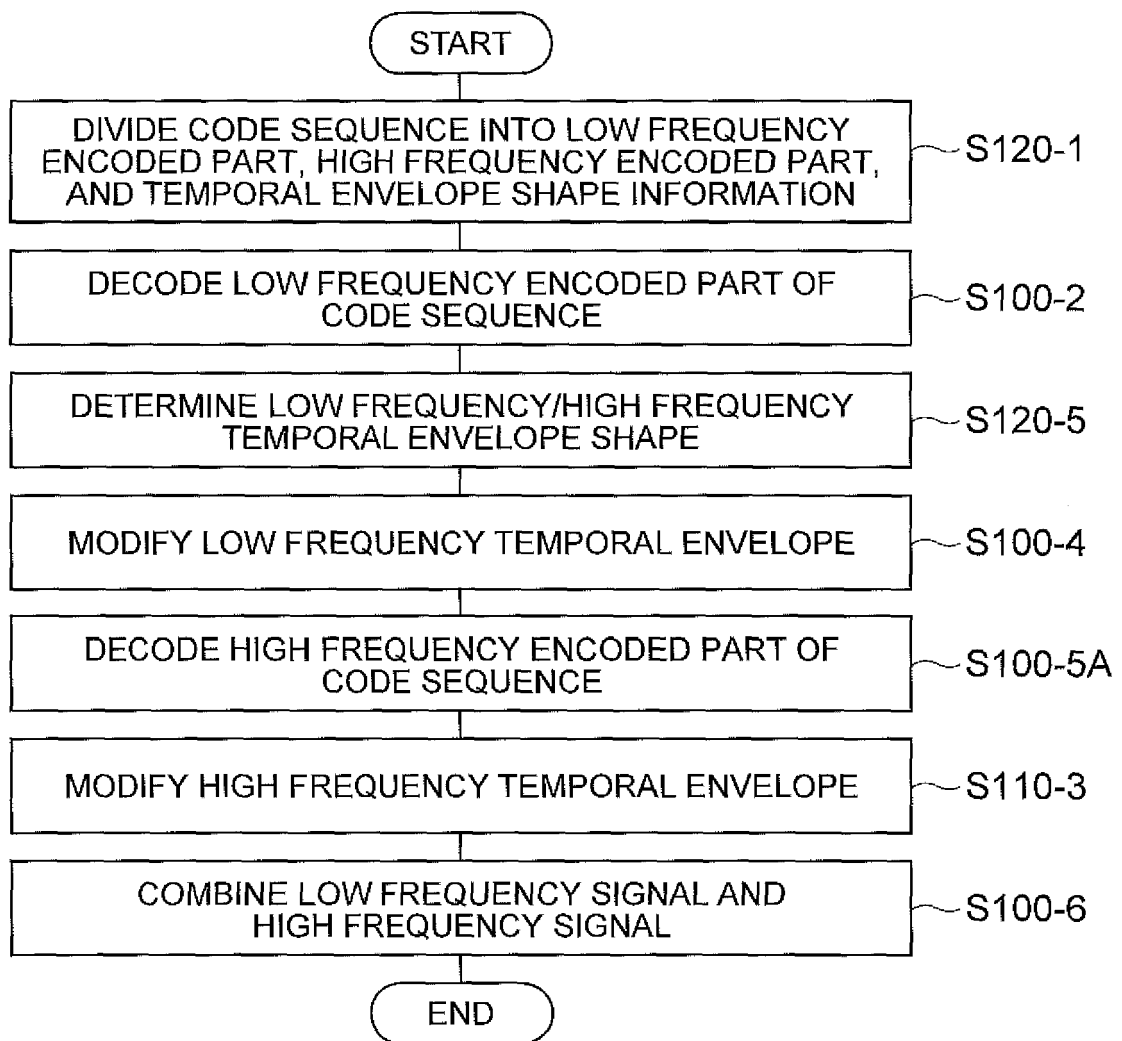 START
DIVIDE CODE SEQUENCE INTO LOW FREQUENCY
ENCODED PART, HIGH FREQUENCY ENCODED PART,
AND TEMPORAL ENVELOPE SHAPE INFORMATION
S120-1
DECODE LOW FREQUENCY ENCODED PART OF
CODE SEQUENCE
S100-2
DETERMINE LOW FREQUENCY/HIGH FREQUENCY
TEMPORAL ENVELOPE SHAPE
S120-5
MODIFY LOW FREQUENCY TEMPORAL ENVELOPE
S100-4
DECODE HIGH FREQUENCY ENCODED PART OF
CODE SEQUENCE
S100-5A
MODIFY HIGH FREQUENCY TEMPORAL ENVELOPE
S110-3
COMBINE LOW FREQUENCY SIGNAL AND
HIGH FREQUENCY SIGNAL
S100-6
END